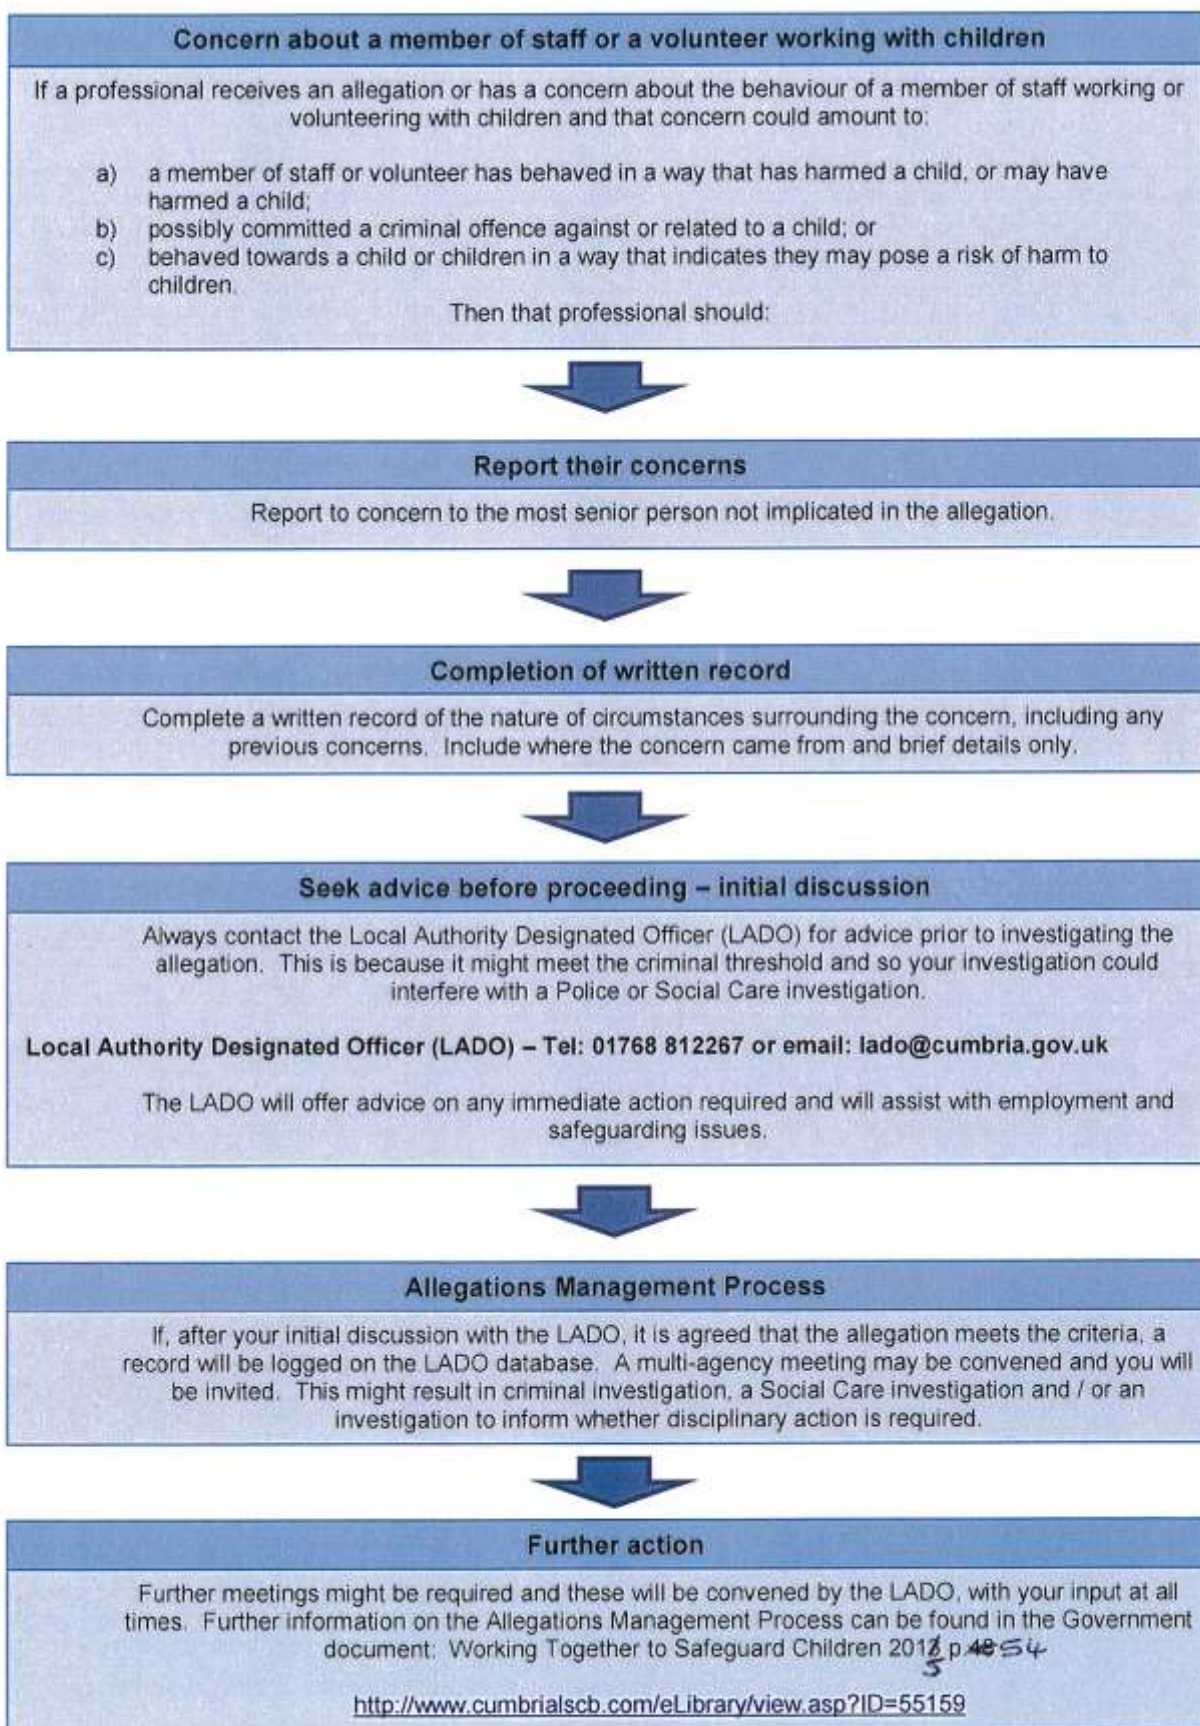 Concern about a member of staff or a volunteer working with children
If a professional receives an allegation or has a concern about the behaviour of a member of staff working or
volunteering with children and that concern could amount to:
a) a member of staff or volunteer has behaved in a way that has harmed a child, or may have
harmed a child;
b) possibly committed a criminal offence against or related to a child; or
c) behaved towards a child or children in a way that indicates they may pose a risk of harm to
children.
Then that professional should:
Report their concerns
Report to concern to the most senior person not implicated in the allegation.
Completion of written record
Complete a written record of the nature of circumstances surrounding the concern, including any
previous concerns. Include where the concern came from and brief details only.
Seek advice before proceeding – initial discussion
Always contact the Local Authority Designated Officer (LADO) for advice prior to investigating the
allegation. This is because it might meet the criminal threshold and so your investigation could
interfere with a Police or Social Care investigation.
Local Authority Designated Officer (LADO) – Tel: 01768 812267 or email: lado@cumbria.gov.uk
The LADO will offer advice on any immediate action required and will assist with employment and
safeguarding issues.
Allegations Management Process
If, after your initial discussion with the LADO, it is agreed that the allegation meets the criteria, a
record will be logged on the LADO database. A multi-agency meeting may be convened and you will
be invited. This might result in criminal investigation, a Social Care investigation and / or an
investigation to inform whether disciplinary action is required.
Further action
Further meetings might be required and these will be convened by the LADO, with your input at all
times. Further information on the Allegations Management Process can be found in the Government
document: Working Together to Safeguard Children 2015 p 54
http://www.cumbrialscb.com/eLibrary/view.asp?ID=55159